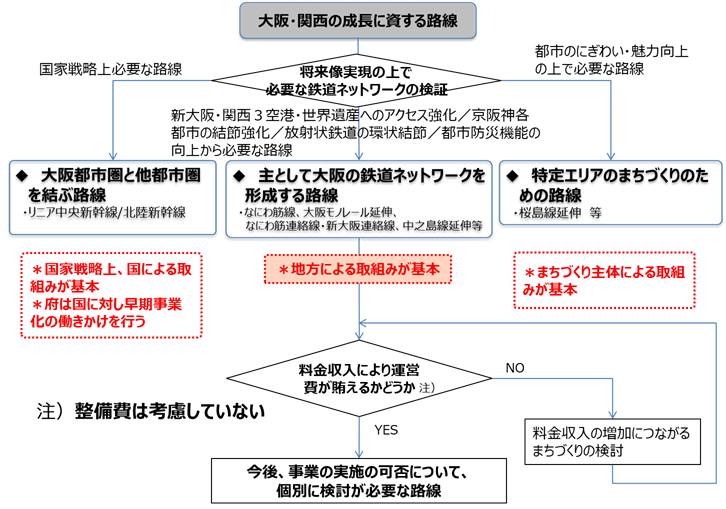 大阪・関西の成長に資する路線
国家戦略上必要な路線
将来像実現の上で
必要な鉄道ネットワークの検証
都市のにぎわい・魅力向上
の上で必要な路線
新大阪・関西３空港・世界遺産へのアクセス強化／京阪神各
都市の結節強化／放射状鉄道の環状結節／都市防災機能の
向上から必要な路線
◆ 大阪都市圏と他都市圏
を結ぶ路線
・リニア中央新幹線/北陸新幹線
◆ 主として大阪の鉄道ネットワークを
形成する路線
・なにわ筋線、大阪モノレール延伸、
なにわ筋連絡線・新大阪連絡線、中之島線延伸等
◆ 特定エリアのまちづくりのた
めの路線
・桜島線延伸 等
＊国家戦略上、国による取
組みが基本
＊府は国に対し早期事業
化の働きかけを行う
＊地方による取組みが基本
＊まちづくり主体による取組
みが基本
料金収入により運営
費が賄えるかどうか 注）
NO
注） 整備費は考慮していない
YES
料金収入の増加につながる
まちづくりの検討
今後、事業の実施の可否について、
個別に検討が必要な路線